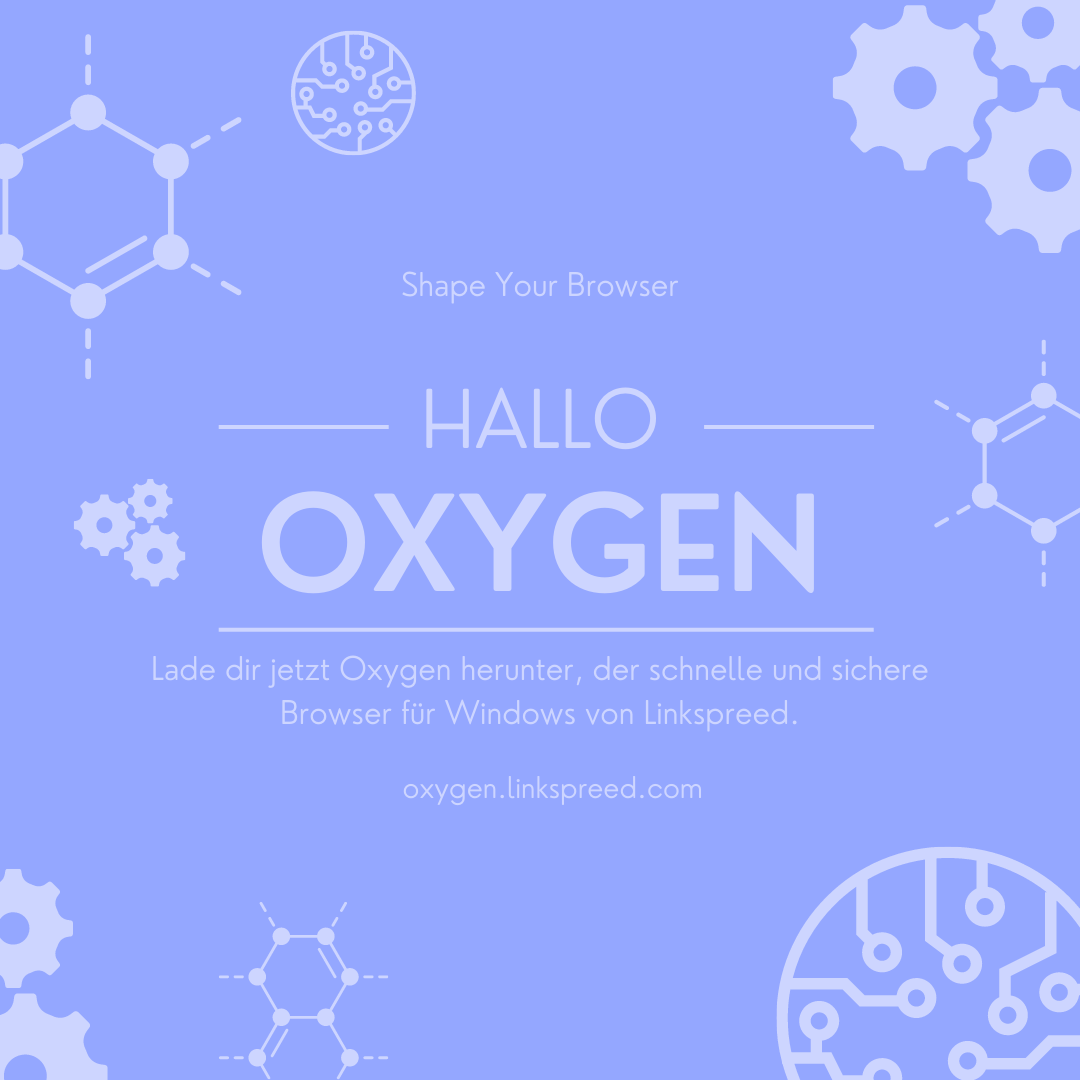 Shape Your Browser
HALLO
OXYGEN
Lade dir jetzt Oxygen herunter, der schnelle und sichere
Browser für Windows von Linkspreed.
oxygen.linkspreed.com